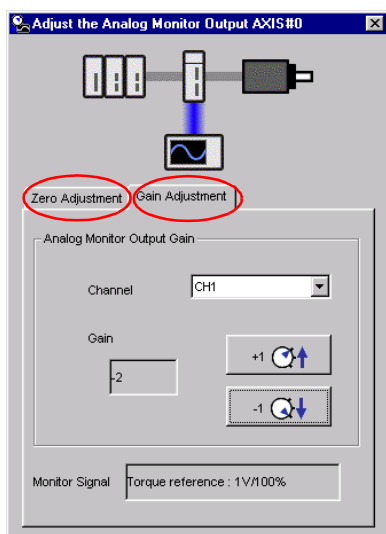 Adjust the Analog Monitor Output AXIS#0
Zero Adjustment
Gain Adjustment
Analog Monitor Output Gain
Channel
CH1
Gain
-2
+1
-1
Monitor Signal
Torque reference : 1V/100%